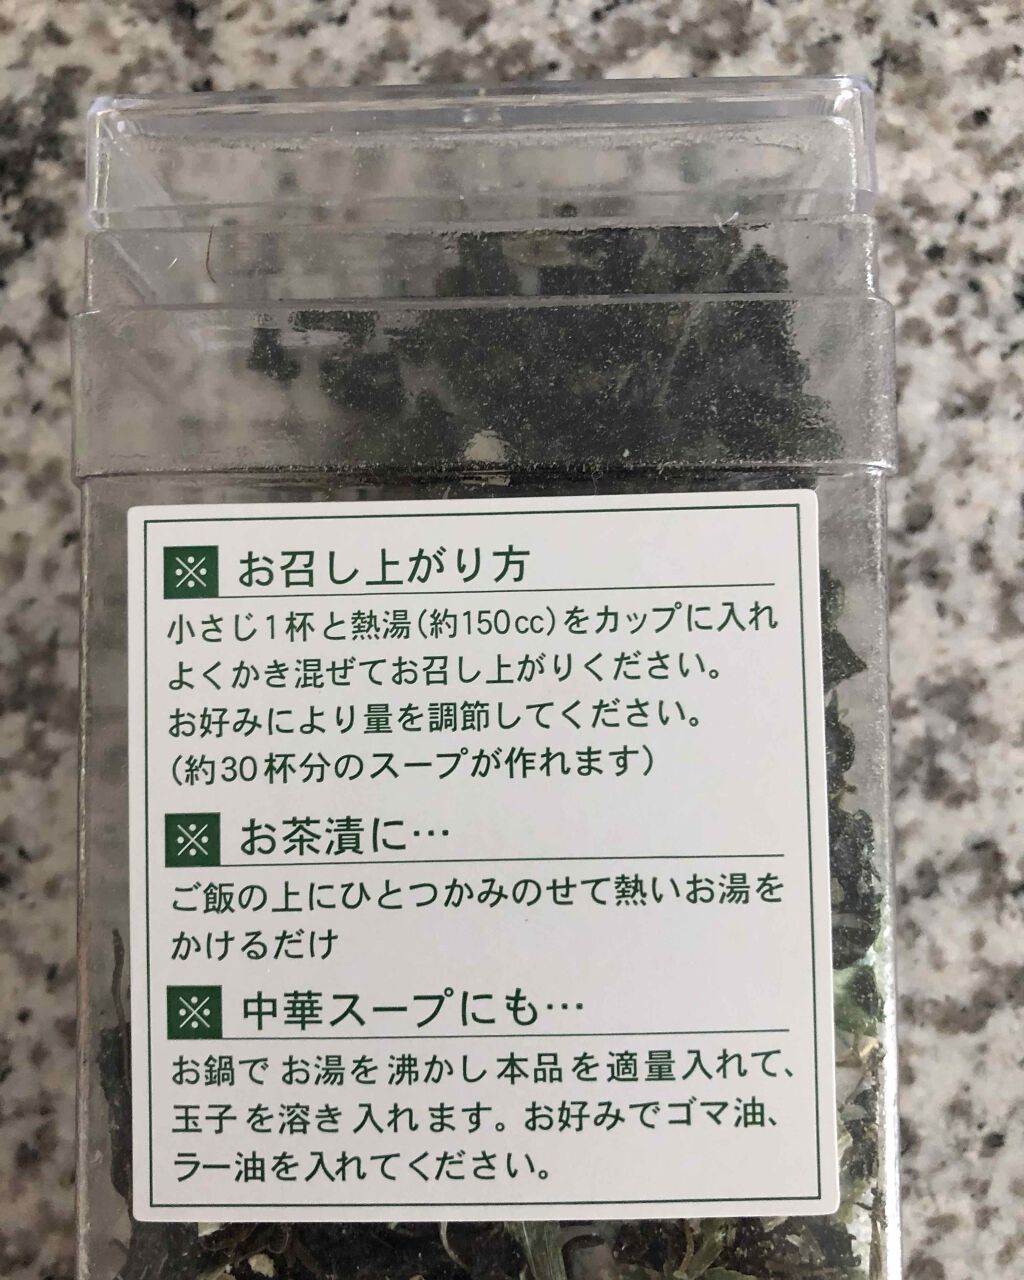 ※ お召し上がり方
小さじ1杯と熱湯(約150cc)をカップに入れ
よくかき混ぜてお召し上がりください。
お好みにより量を調節してください。
(約30杯分のスープが作れます)
※ お茶漬に…
ご飯の上にひとつかみのせて熱いお湯を
かけるだけ
※ 中華スープにも…
お鍋でお湯を沸かし本品を適量入れて、
玉子を溶き入れます。お好みでゴマ油、
ラー油を入れてください。